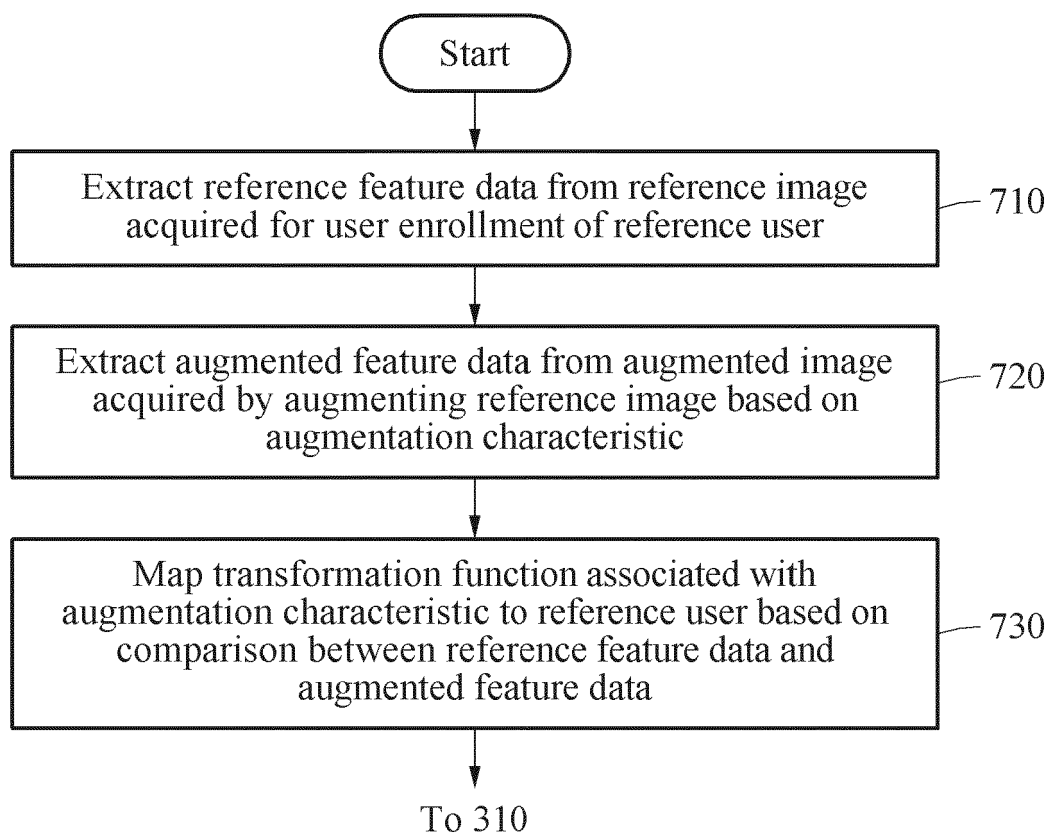 Start
Extract reference feature data from reference image
acquired for user enrollment of reference user
710
Extract augmented feature data from augmented image
acquired by augmenting reference image based on
augmentation characteristic
720
Map transformation function associated with
augmentation characteristic to reference user based on
comparison between reference feature data and
augmented feature data
730
To 310